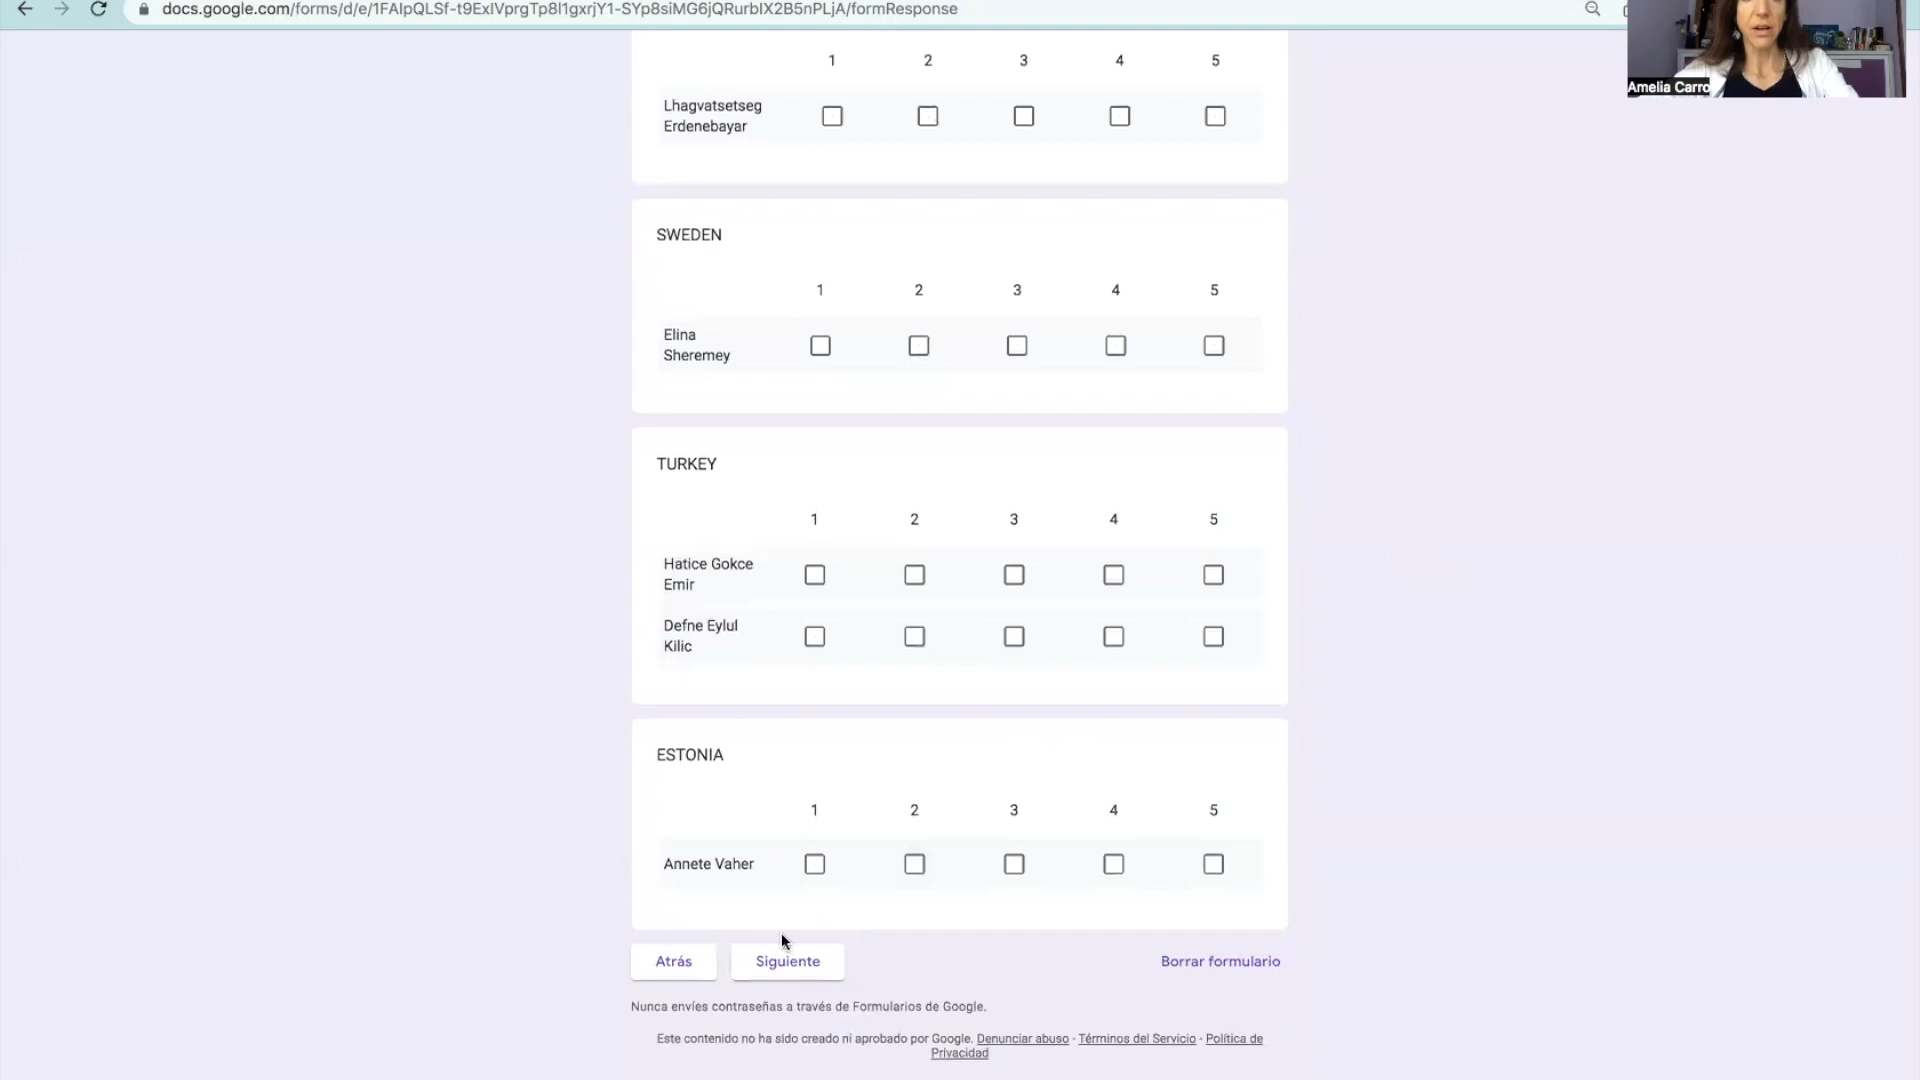 docs.google.com/forms/d/e/1FAIpQLSf-t9ExIVprgTp8I1gxrjY1-SYp8siMG6jQRurbIX2B5nPLjA/formResponse
Amelia Carro
1 2 3 4 5
Lhagvatsetseg
Erdenebayar
SWEDEN
1 2 3 4 5
Elina
Sheremey
TURKEY
1 2 3 4 5
Hatice Gokce
Emir
Defne Eylul
Kilic
ESTONIA
1 2 3 4 5
Annete Vaher
Atrás Siguiente Borrar formulario
Nunca envíes contraseñas a través de Formularios de Google.
Este contenido no ha sido creado ni aprobado por Google. Denunciar abuso - Términos del Servicio - Política de
Privacidad